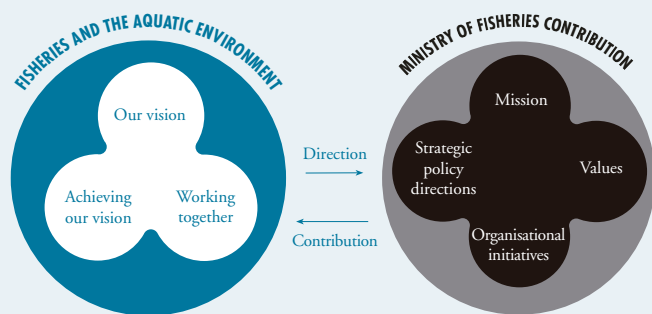 FISHERIES AND THE AQUATIC ENVIRONMENT
Our vision
Achieving
our vision
Working
together
Direction
Contribution
MINISTRY OF FISHERIES CONTRIBUTION
Mission
Strategic
policy
directions
Values
Organisational
initiatives